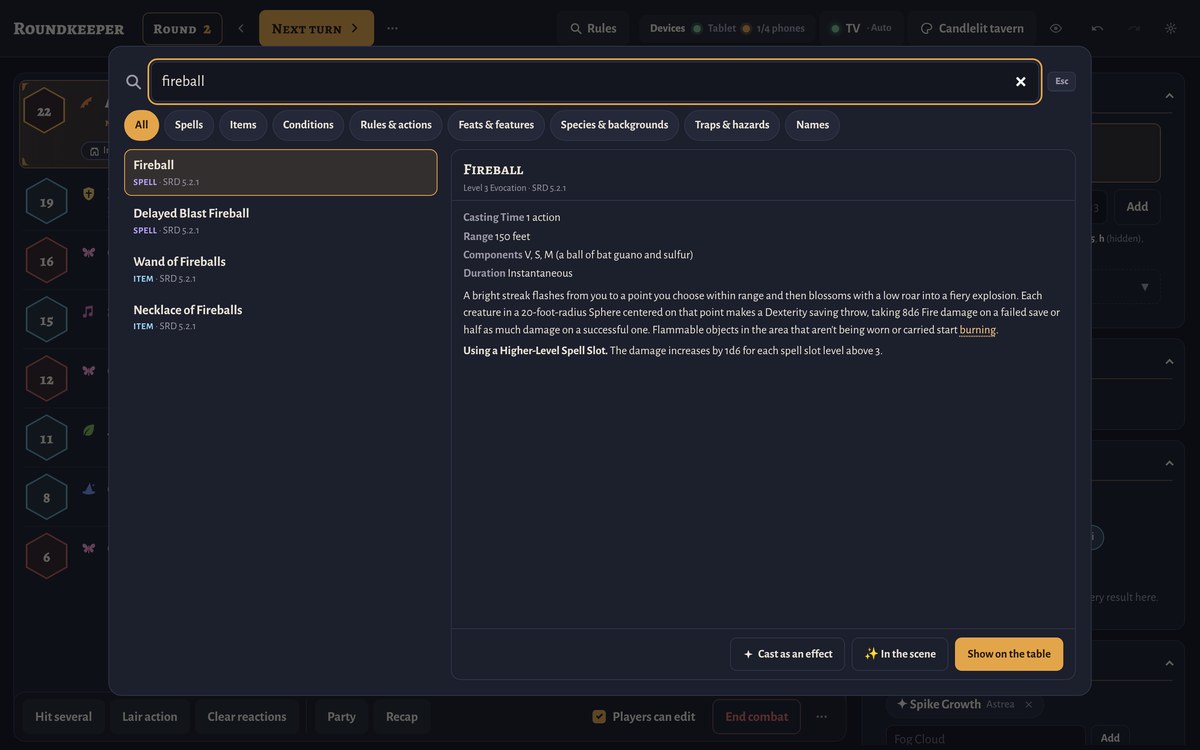 Roundkeeper
Round 2
Next turn
Rules
Devices Tablet 1/4 phones
TV · Auto
Candlelit tavern
fireball
Esc
All
Spells
Items
Conditions
Rules & actions
Feats & features
Species & backgrounds
Traps & hazards
Names
22
19
16
15
12
11
8
6
Fireball
SPELL · SRD 5.2.1
Delayed Blast Fireball
SPELL · SRD 5.2.1
Wand of Fireballs
ITEM · SRD 5.2.1
Necklace of Fireballs
ITEM · SRD 5.2.1
Fireball
Level 3 Evocation · SRD 5.2.1
Casting Time 1 action
Range 150 feet
Components V, S, M (a ball of bat guano and sulfur)
Duration Instantaneous
A bright streak flashes from you to a point you choose within range and then blossoms with a low roar into a fiery explosion. Each
creature in a 20-foot-radius Sphere centered on that point makes a Dexterity saving throw, taking 8d6 Fire damage on a failed save or
half as much damage on a successful one. Flammable objects in the area that aren't being worn or carried start burning.
Using a Higher-Level Spell Slot. The damage increases by 1d6 for each spell slot level above 3.
Cast as an effect
In the scene
Show on the table
3
Add
h (hidden).
result here.
Spike Growth Astrea
Fog Cloud
Add
Hit several
Lair action
Clear reactions
Party
Recap
Players can edit
End combat